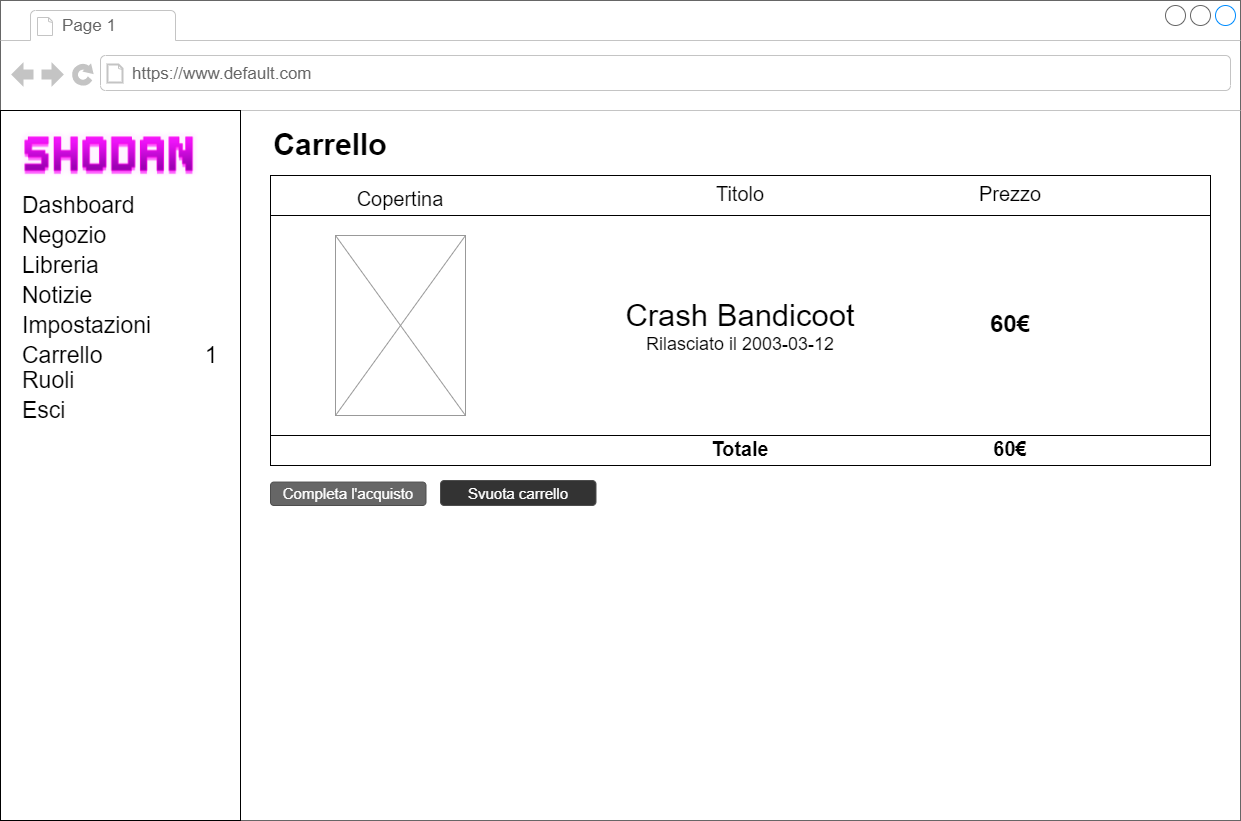 Page 1
https://www.default.com
SHODAN
Dashboard
Negozio
Libreria
Notizie
Impostazioni
Carrello 1
Ruoli
Esci
Carrello
Copertina Titolo Prezzo
Crash Bandicoot 60€
Rilasciato il 2003-03-12
Totale 60€
Completa l'acquisto Svuota carrello